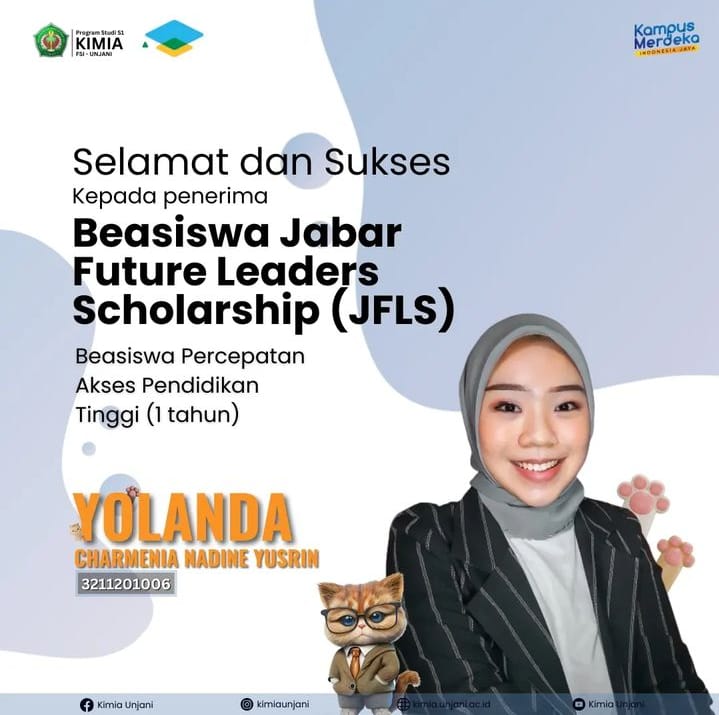 Program Studi S1
KIMIA
FSI - UNJANI
Kampus
Merdeka
INDONESIA JAYA
Selamat dan Sukses
Kepada penerima
Beasiswa Jabar
Future Leaders
Scholarship (JFLS)
Beasiswa Percepatan
Akses Pendidikan
Tinggi (1 tahun)
YOLANDA
CHARMENIA NADINE YUSRIN
3211201006
Kimia Unjani
kimiaunjani
kimia.unjani.ac.id
Kimia Unjani